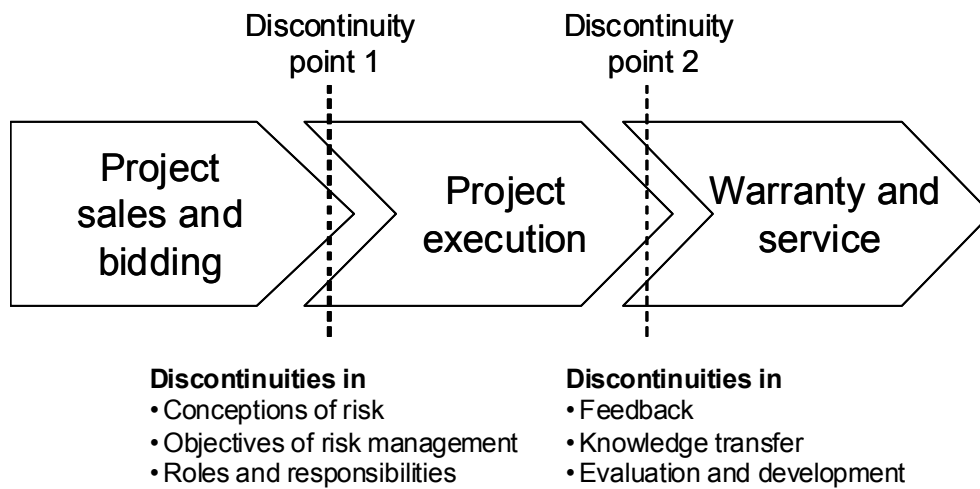 Discontinuity
point 1
Discontinuity
point 2
Project
sales and
bidding
Project
execution
Warranty and
service
Discontinuities in
• Conceptions of risk
• Objectives of risk management
• Roles and responsibilities
Discontinuities in
• Feedback
• Knowledge transfer
• Evaluation and development